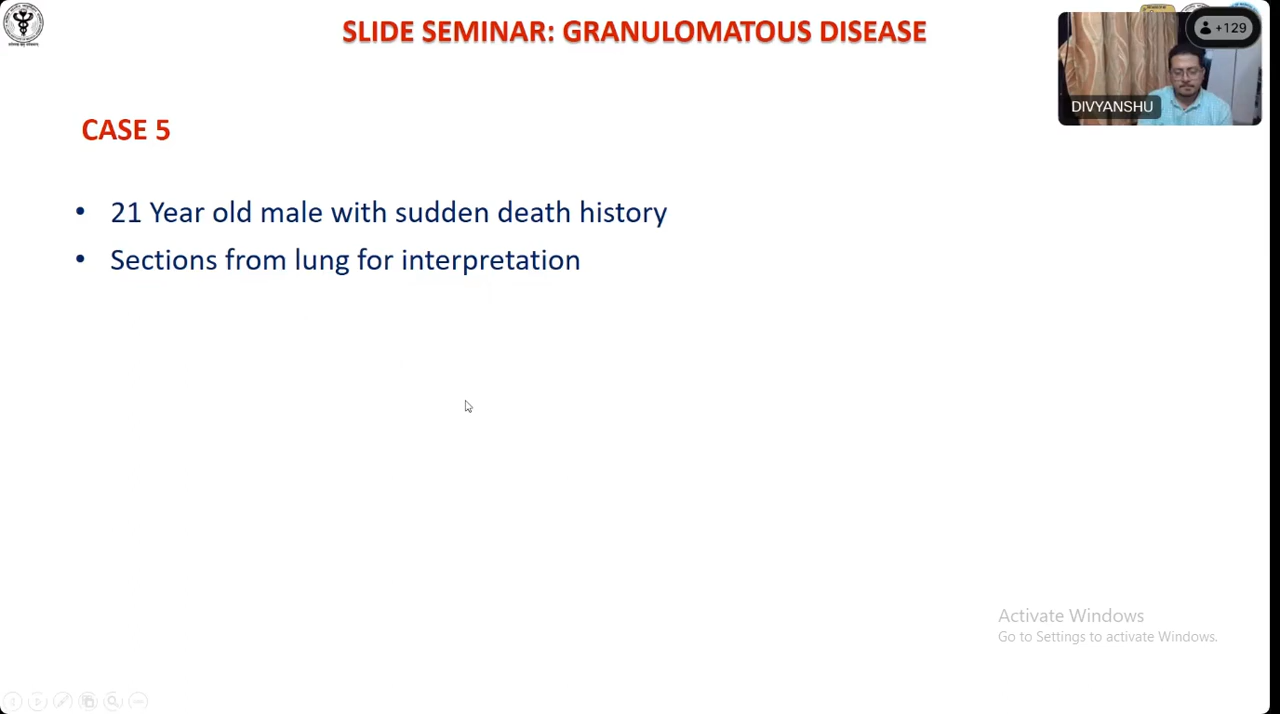 SLIDE SEMINAR: GRANULOMATOUS DISEASE
+129
DIVYANSHU
CASE 5
• 21 Year old male with sudden death history
• Sections from lung for interpretation
Activate Windows
Go to Settings to activate Windows.